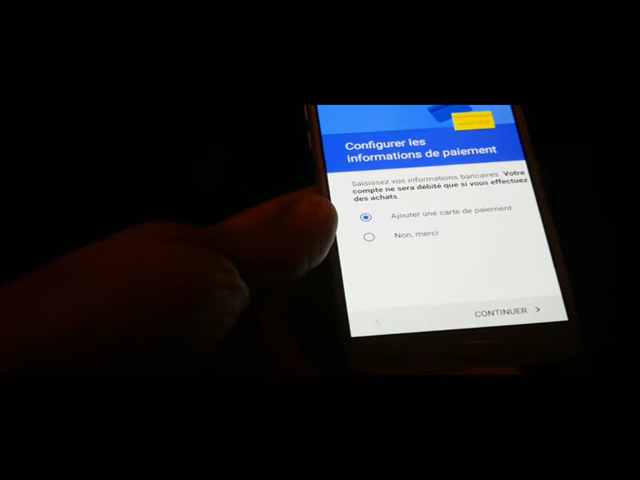 Configurer les
informations de paiement
Saisissez vos informations bancaires. Votre
compte ne sera débité que si vous effectuez
des achats.
Ajouter une carte de paiement
Non, merci
CONTINUER